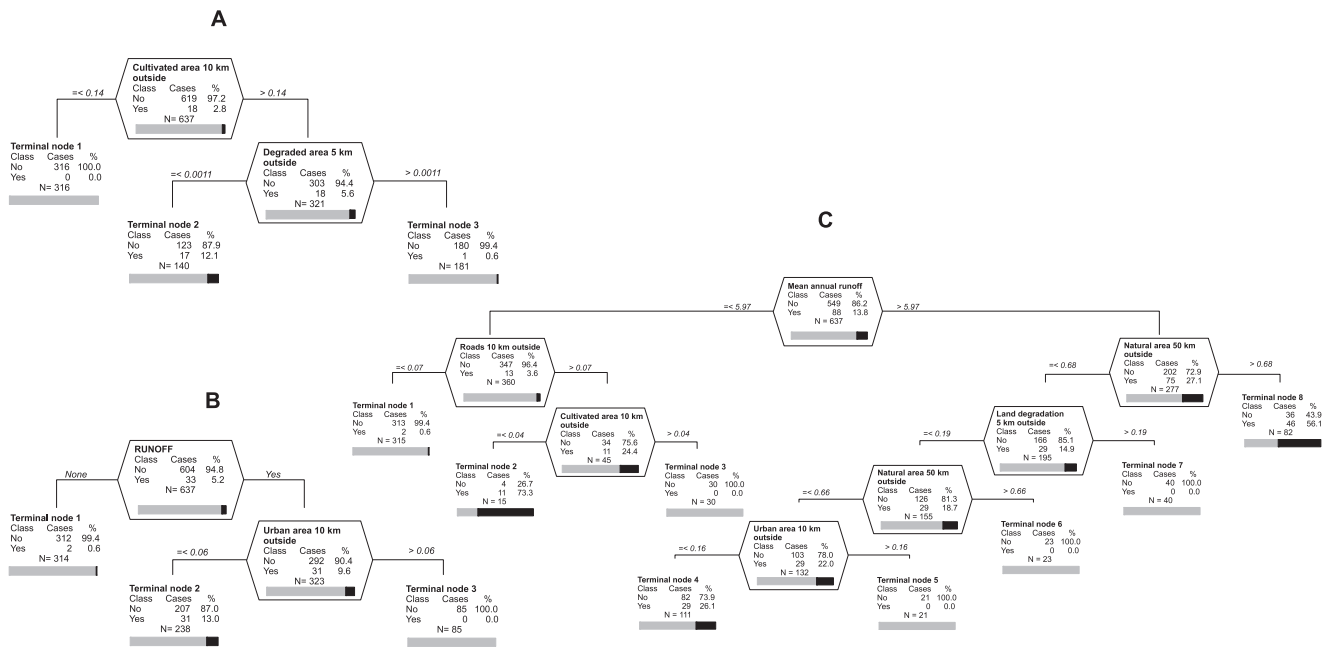 A
Cultivated area 10 km
outside
Class Cases %
No 619 97.2
Yes 18 2.8
N= 637
=< 0.14
> 0.14
Terminal node 1
Class Cases %
No 316 100.0
Yes 0 0.0
N= 316
Degraded area 5 km
outside
Class Cases %
No 303 94.4
Yes 18 5.6
N= 321
=< 0.0011
> 0.0011
Terminal node 2
Class Cases %
No 123 87.9
Yes 17 12.1
N= 140
Terminal node 3
Class Cases %
No 180 99.4
Yes 1 0.6
N= 181
B
RUNOFF
Class Cases %
No 604 94.8
Yes 33 5.2
N= 637
None
Yes
Terminal node 1
Class Cases %
No 312 99.4
Yes 2 0.6
N= 314
Urban area 10 km
outside
Class Cases %
No 292 90.4
Yes 31 9.6
N= 323
=< 0.06
> 0.06
Terminal node 2
Class Cases %
No 207 87.0
Yes 31 13.0
N= 238
Terminal node 3
Class Cases %
No 85 100.0
Yes 0 0.0
N= 85
C
Mean annual runoff
Class Cases %
No 549 86.2
Yes 88 13.8
N = 637
=< 5.97
> 5.97
Roads 10 km outside
Class Cases %
No 347 96.4
Yes 13 3.6
N = 360
=< 0.07
> 0.07
Terminal node 1
Class Cases %
No 313 99.4
Yes 2 0.6
N = 315
Cultivated area 10 km
outside
Class Cases %
No 34 75.6
Yes 11 24.4
N = 45
=< 0.04
> 0.04
Terminal node 2
Class Cases %
No 4 26.7
Yes 11 73.3
N = 15
Terminal node 3
Class Cases %
No 30 100.0
Yes 0 0.0
N = 30
Natural area 50 km
outside
Class Cases %
No 202 72.9
Yes 75 27.1
N = 277
=< 0.68
> 0.68
Terminal node 8
Class Cases %
No 36 43.9
Yes 46 56.1
N = 82
Land degradation
5 km outside
Class Cases %
No 166 85.1
Yes 29 14.9
N = 195
=< 0.19
> 0.19
Terminal node 7
Class Cases %
No 40 100.0
Yes 0 0.0
N = 40
Natural area 50 km
outside
Class Cases %
No 126 81.3
Yes 29 18.7
N = 155
=< 0.66
> 0.66
Terminal node 6
Class Cases %
No 23 100.0
Yes 0 0.0
N = 23
Urban area 10 km
outside
Class Cases %
No 103 78.0
Yes 29 22.0
N = 132
=< 0.16
> 0.16
Terminal node 4
Class Cases %
No 82 73.9
Yes 29 26.1
N = 111
Terminal node 5
Class Cases %
No 21 100.0
Yes 0 0.0
N = 21